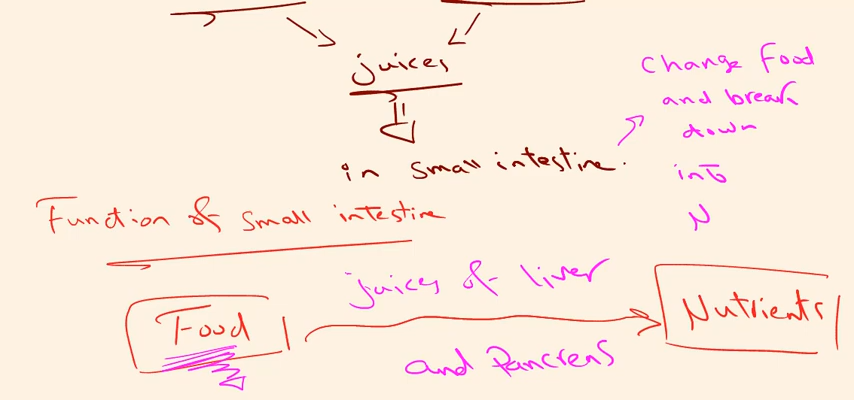 juices
in small intestine.
Change Food
and break
down
into
N
Function of small intestine
Food
juices of liver
and Pancrens
Nutrients